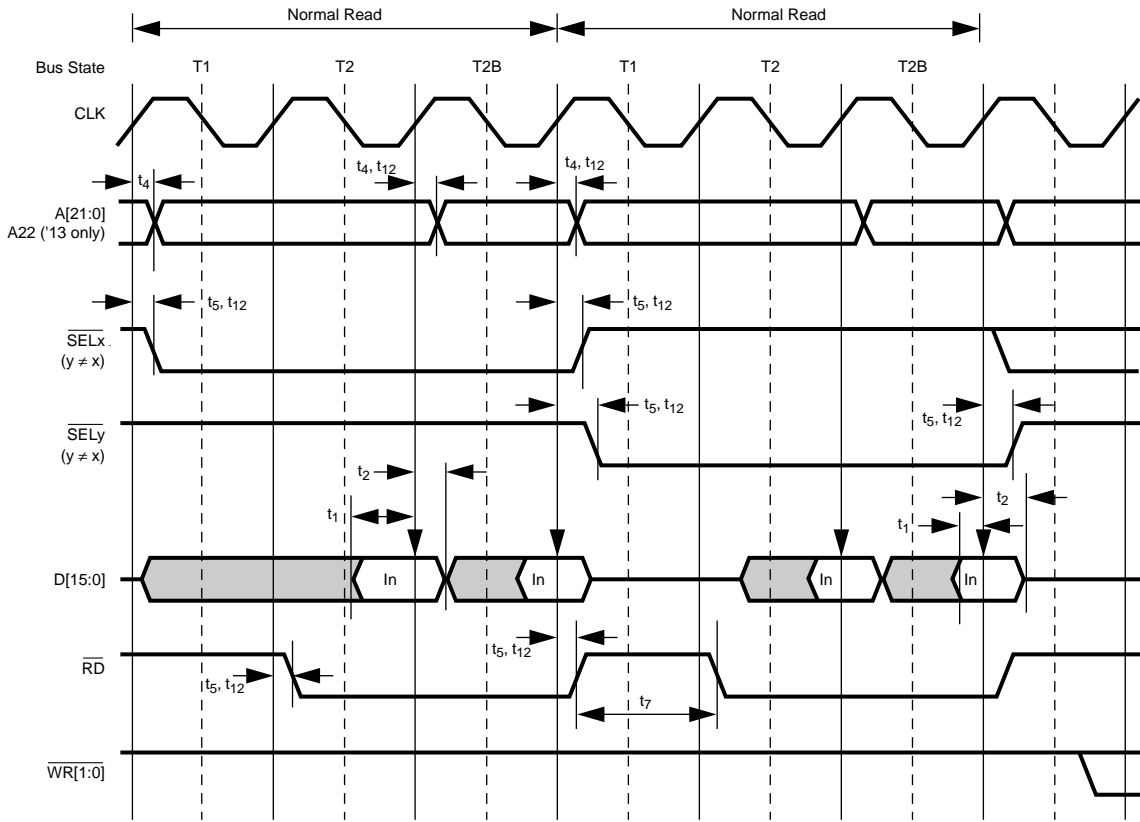 Normal Read Normal Read
Bus State T1 T2 T2B T1 T2 T2B
CLK
t4 t4, t12 t4, t12
A[21:0]
A22 ('13 only)
t5, t12 t5, t12
SELx
(y ≠ x)
t5, t12 t5, t12
SELy
(y ≠ x)
t2 t2
t1 t1
D[15:0] In In In In
t5, t12
RD
t5, t12
t7
WR[1:0]